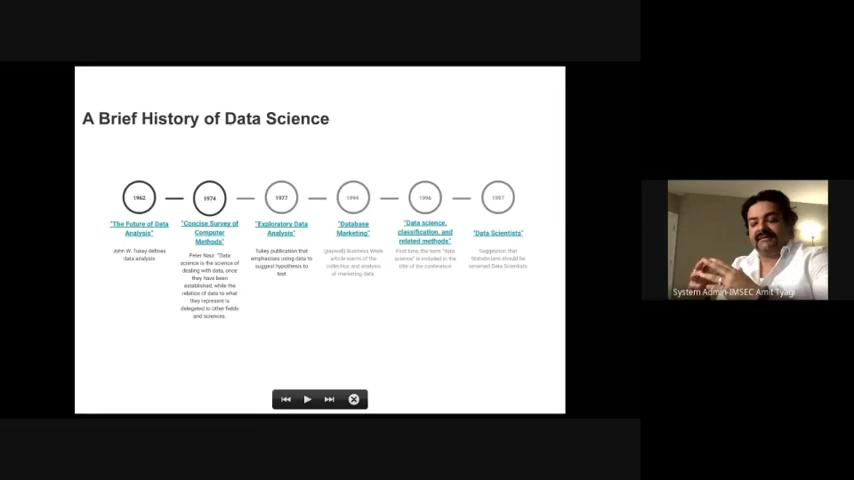 A Brief History of Data Science
1962
1974
1977
1994
1996
1997
"The Future of Data
Analysis"
John W. Tukey defines
data analysis
"Concise Survey of
Computer
Methods"
Peter Naur: "Data
science is the science of
dealing with data, once
they have been
established, while the
relation of data to what
they represent is
delegated to other fields
and sciences.
"Exploratory Data
Analysis"
Tukey publication that
emphasises using data to
suggest hypothesis to
test
"Database
Marketing"
(paywall) Business Week
article warns of the
collection and analysis
of marketing data
"Data science,
classification, and
related methods"
First time, the term "data
science" is included in the
title of the conference
"Data Scientists"
Suggestion that
Statisticians should be
renamed Data Scientists
System Admin-IMSEC Amit Tyagi